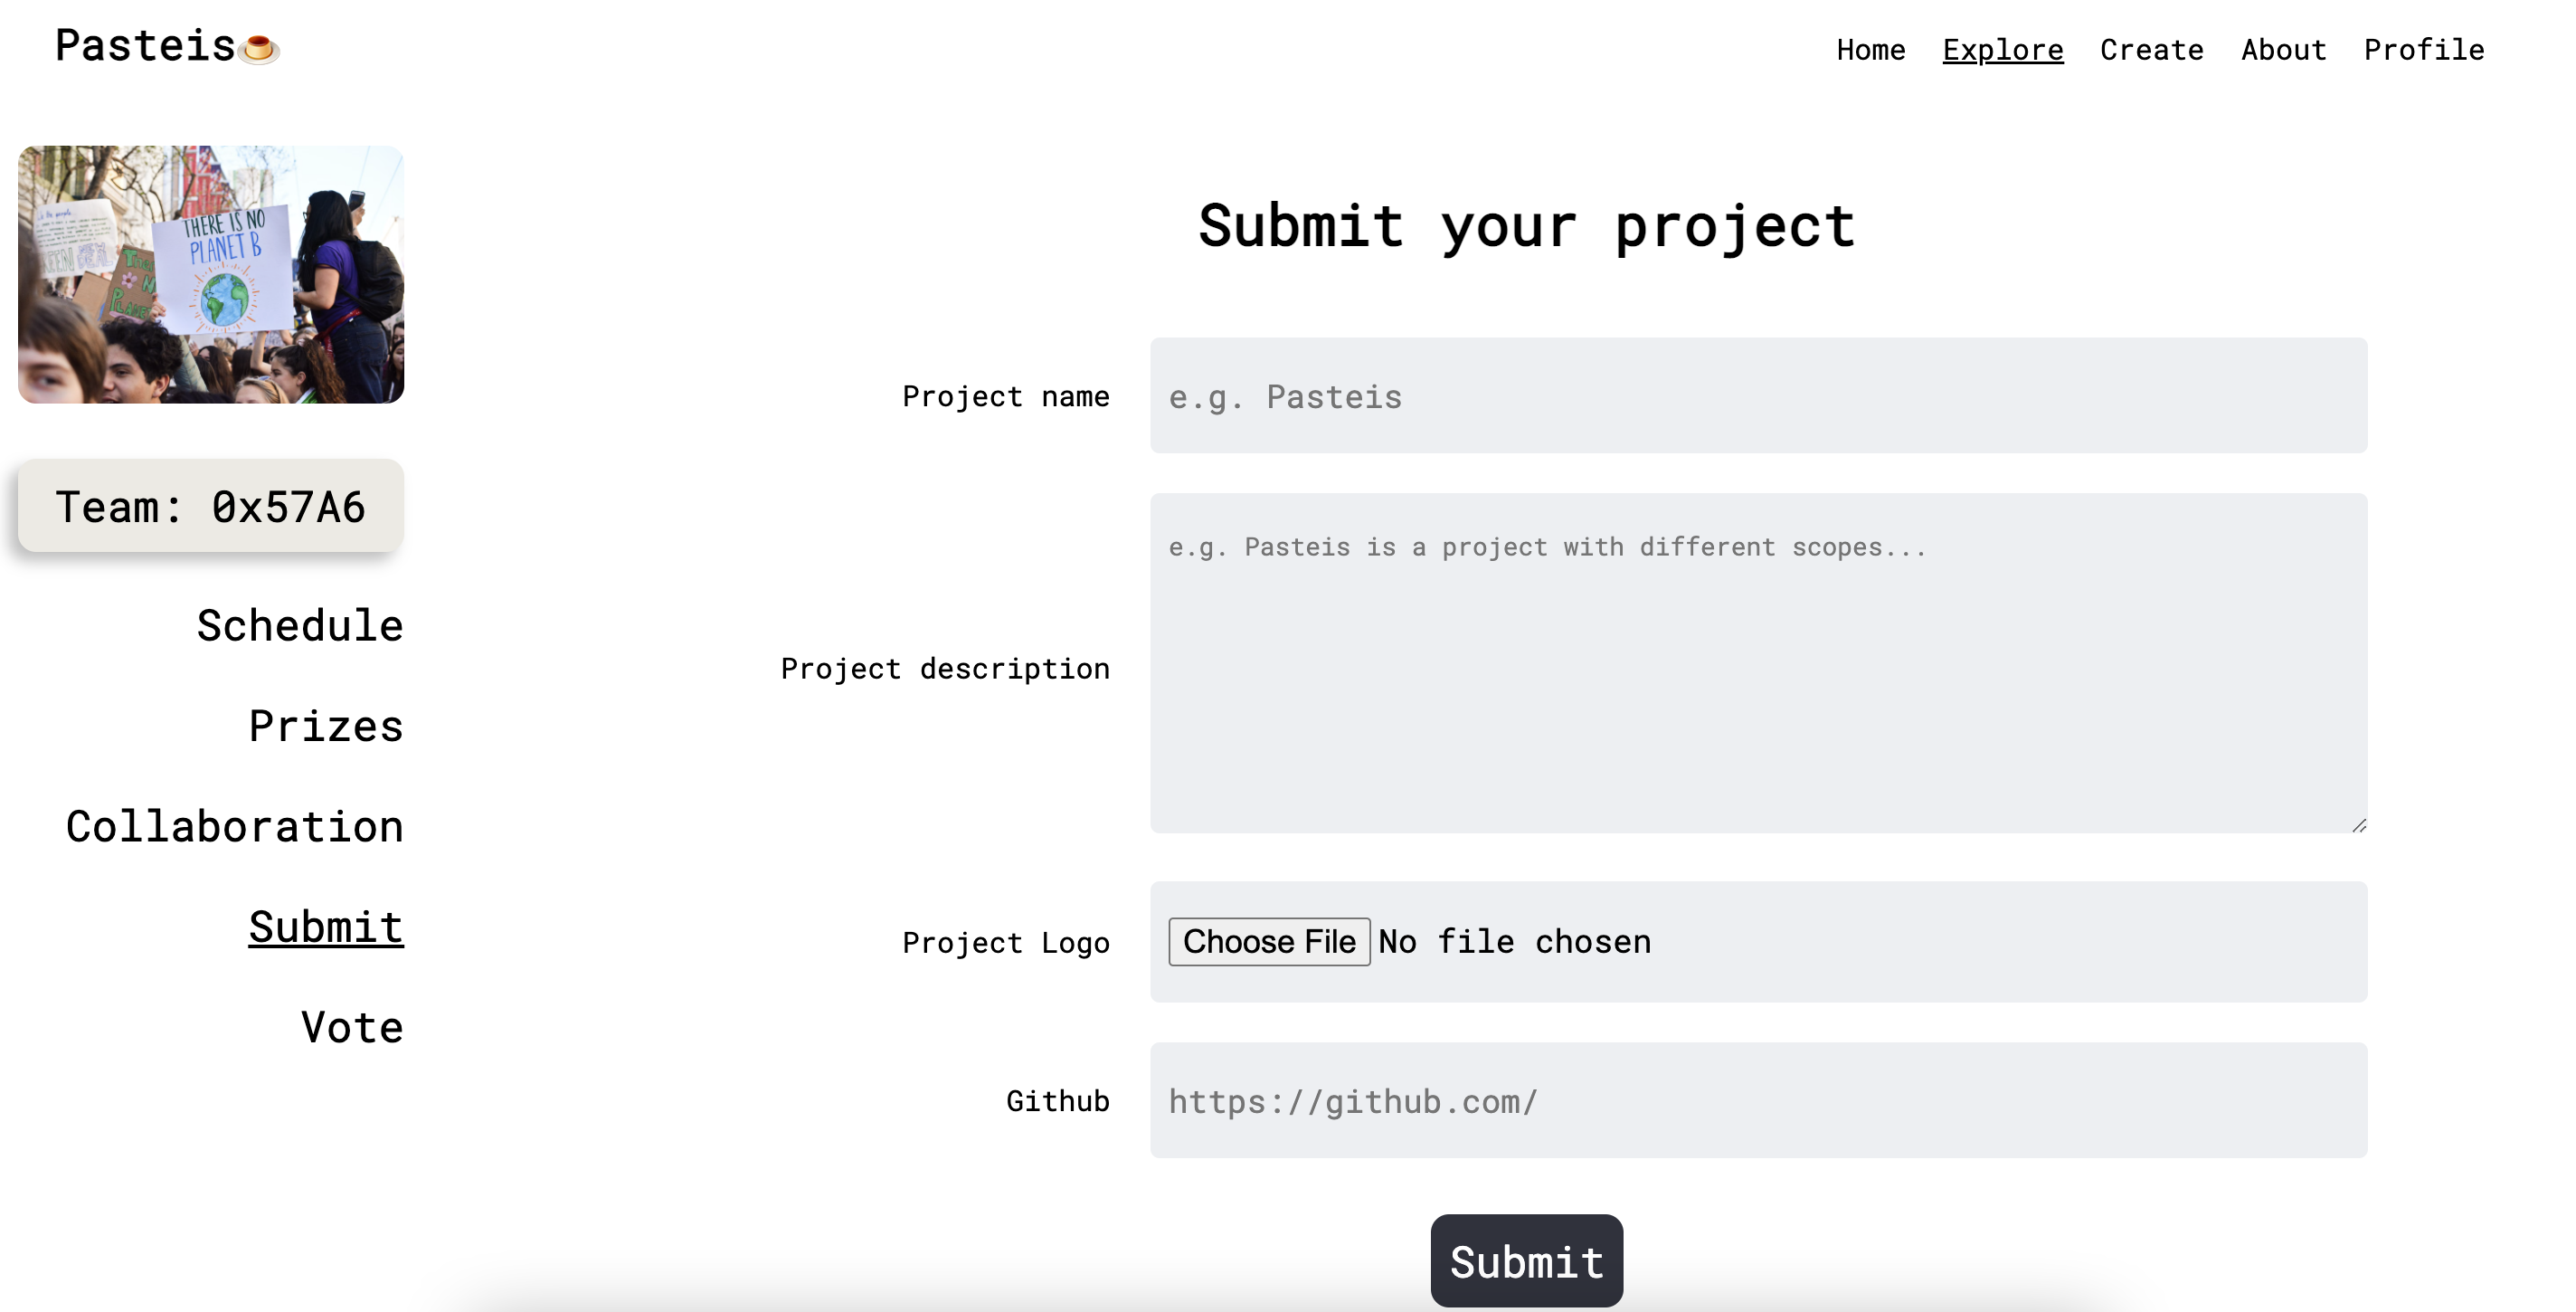 Pasteis
Home Explore Create About Profile
THERE IS NO
PLANET B
Submit your project
Project name
e.g. Pasteis
Team: 0x57A6
Project description
e.g. Pasteis is a project with different scopes...
Schedule
Prizes
Collaboration
Submit
Vote
Project Logo
Choose File No file chosen
Github
https://github.com/
Submit